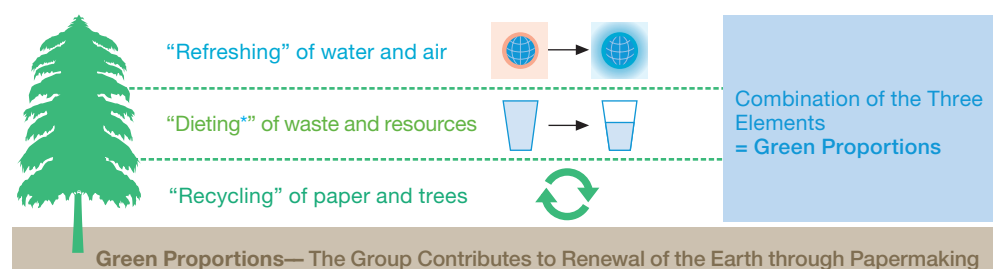 “Refreshing” of water and air
“Dieting*” of waste and resources
“Recycling” of paper and trees
Combination of the Three
Elements
= Green Proportions
Green Proportions— The Group Contributes to Renewal of the Earth through Papermaking